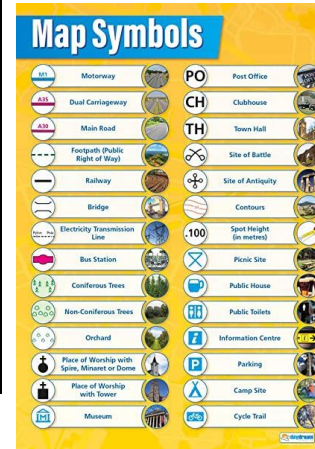 Map Symbols
M1 Motorway
A35 Dual Carriageway
A30 Main Road
Footpath (Public
Right of Way)
Railway
Bridge
Electricity Transmission
Line
Bus Station
Coniferous Trees
Non-Coniferous Trees
Orchard
Place of Worship with
Spire, Minaret or Dome
Place of Worship
with Tower
M Museum
PO Post Office
CH Clubhouse
TH Town Hall
Site of Battle
Site of Antiquity
Contours
.100 Spot Height
(in metres)
Picnic Site
Public House
Public Toilets
i Information Centre
P Parking
Camp Site
Cycle Trail
daydream